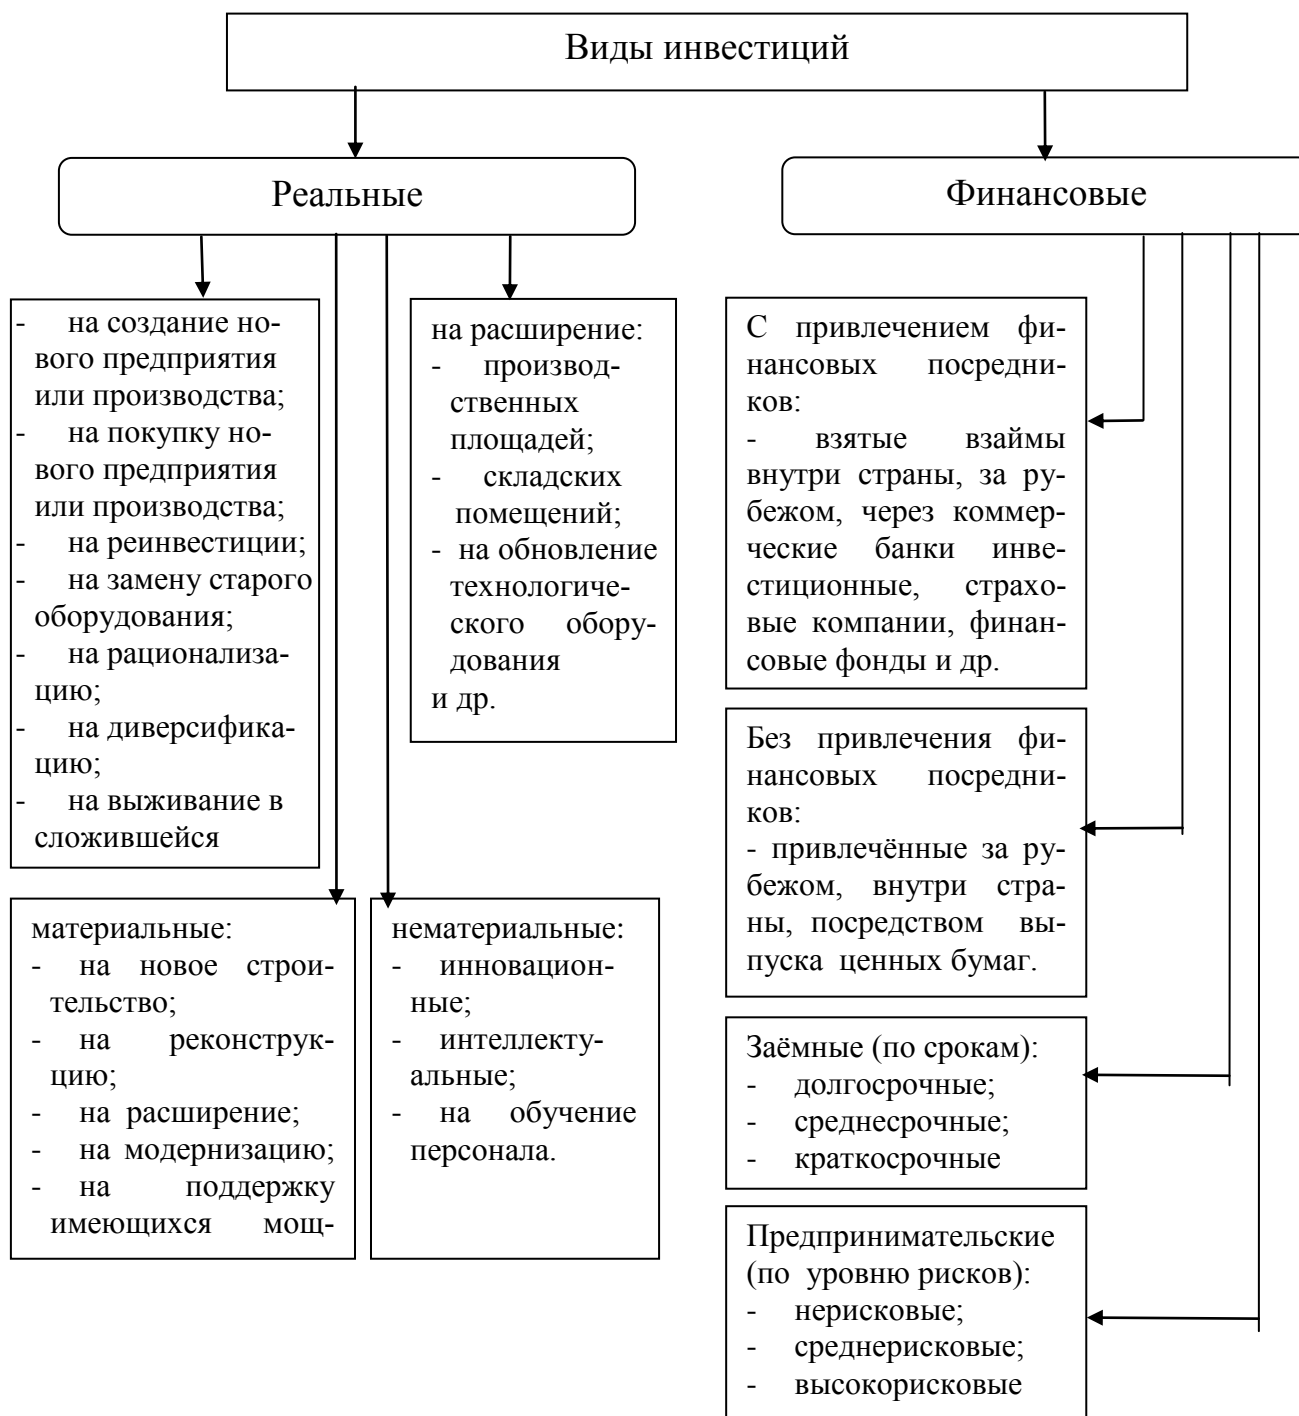 Виды инвестиций
Реальные
Финансовые
- на создание но-
вого предприятия
или производства;
- на покупку но-
вого предприятия
или производства;
- на реинвестиции;
- на замену старого
оборудования;
- на рационализа-
цию;
- на диверсифика-
цию;
- на выживание в
сложившейся
на расширение:
- производ-
ственных
площадей;
- складских
помещений;
- на обновление
технологиче-
ского обору-
дования
и др.
материальные:
- на новое строи-
тельство;
- на реконструк-
цию;
- на расширение;
- на модернизацию;
- на поддержку
имеющихся мощ-
нематериальные:
- инновацион-
ные;
- интеллекту-
альные;
- на обучение
персонала.
С привлечением фи-
нансовых посредни-
ков:
- взятые взаймы
внутри страны, за ру-
бежом, через коммер-
ческие банки инве-
стиционные, страхо-
вые компании, финан-
совые фонды и др.
Без привлечения фи-
нансовых посредни-
ков:
- привлечённые за ру-
бежом, внутри стра-
ны, посредством вы-
пуска ценных бумаг.
Заёмные (по срокам):
- долгосрочные;
- среднесрочные;
- краткосрочные
Предпринимательские
(по уровню рисков):
- нерисковые;
- среднерисковые;
- высокорисковые